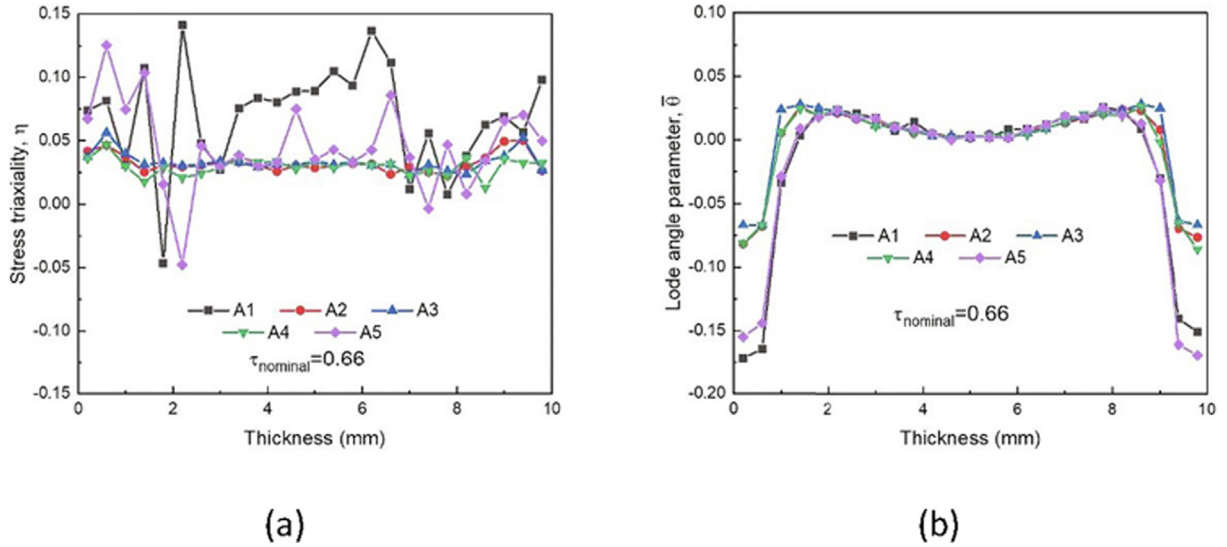 0.15
0.10
0.05
0.00
-0.05
-0.10
-0.15
Stress triaxiality, η
A1 A2 A3
A4 A5
τnominal=0.66
0 2 4 6 8 10
Thickness (mm)
(a)
0.10
0.05
0.00
-0.05
-0.10
-0.15
-0.20
Lode angle parameter, θ̄
A1 A2 A3
A4 A5
τnominal=0.66
0 2 4 6 8 10
Thickness (mm)
(b)